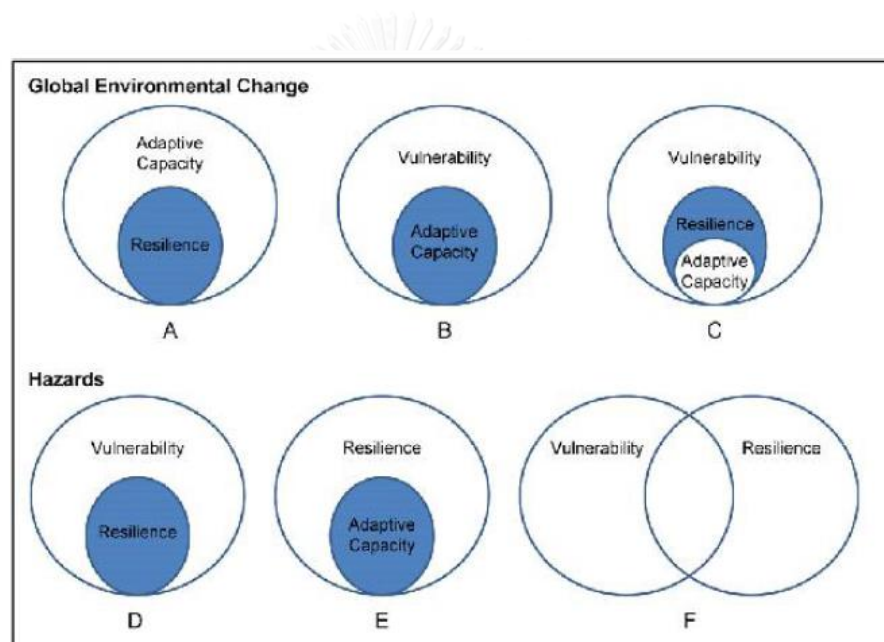 Global Environmental Change
Adaptive
Capacity
Resilience
A
Vulnerability
Adaptive
Capacity
B
Vulnerability
Resilience
Adaptive
Capacity
C
Hazards
Vulnerability
Resilience
D
Resilience
Adaptive
Capacity
E
Vulnerability
Resilience
F